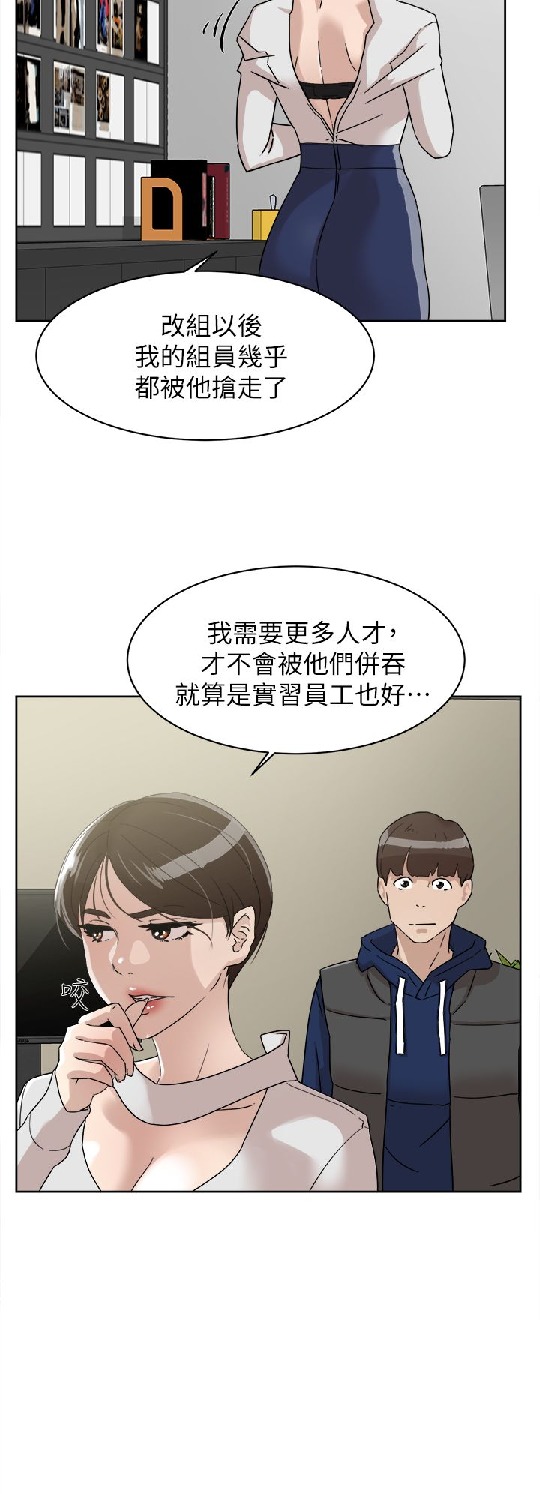 改組以後
我的組員幾乎
都被他搶走了
我需要更多人才，
才不會被他們併吞
就算是實習員工也好…
咬